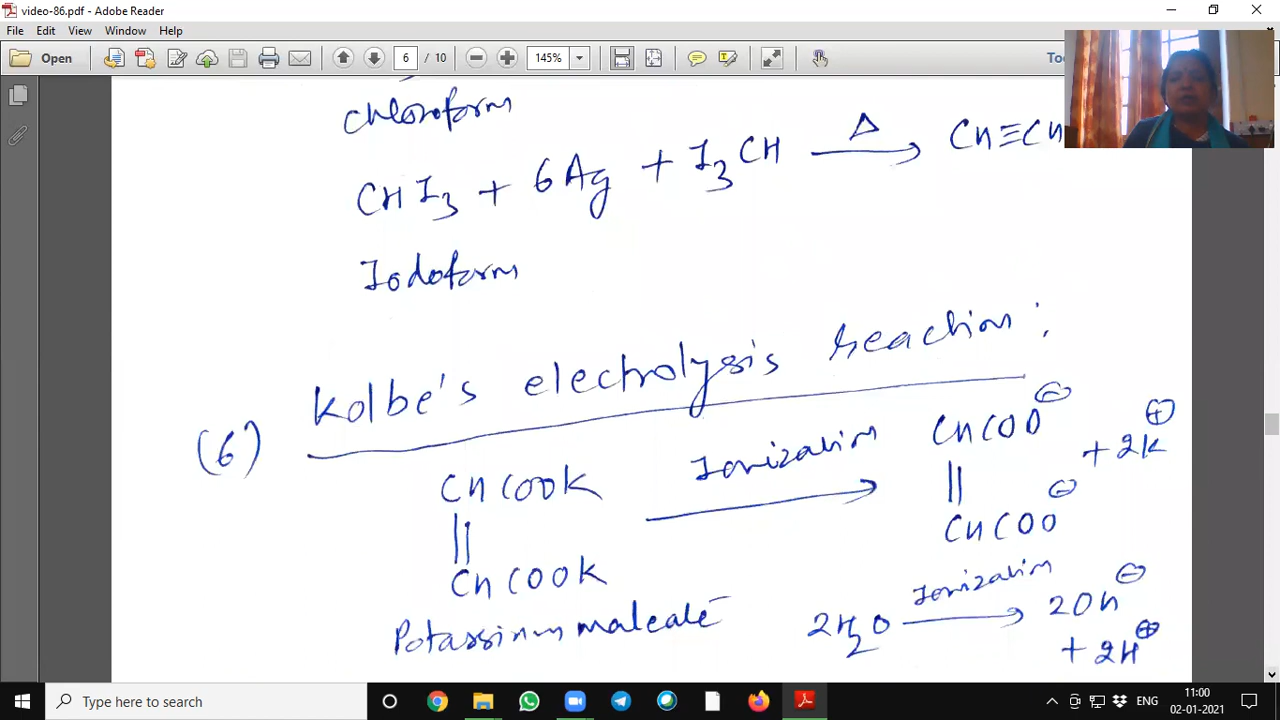 video-86.pdf - Adobe Reader
File Edit View Window Help
Open 6 / 10 145%
chloroform
CHI3 + 6Ag + I3CH Δ→ CH≡CH
Iodoform
(6) Kolbe's electrolysis reaction:
CHCOOK Ionization→ CHCOO⊖ + 2K⊕
||
CHCOOK CHCOO⊖
Potassium maleate
2H2O Ionization→ 2OH⊖
+ 2H⊕
Type here to search
ENG
11:00
02-01-2021